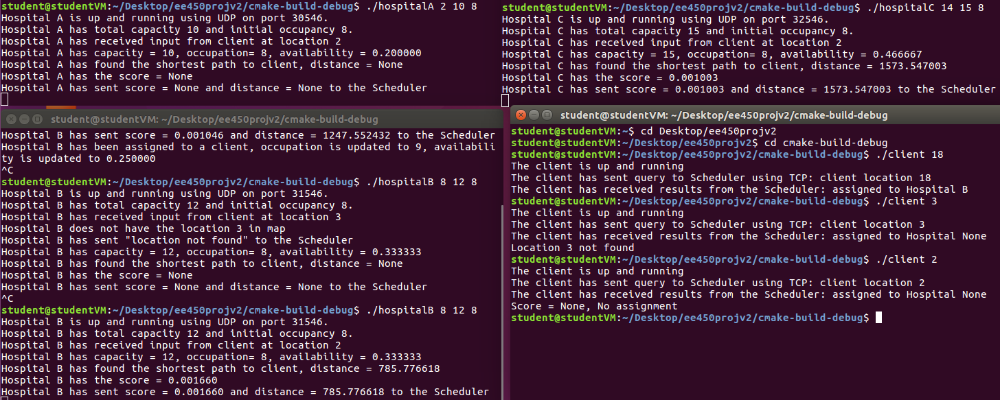 student@studentVM:~/Desktop/ee450projv2/cmake-build-debug$ ./hospitalA 2 10 8
Hospital A is up and running using UDP on port 30546.
Hospital A has total capacity 10 and initial occupancy 8.
Hospital A has received input from client at location 2
Hospital A has capacity = 10, occupation= 8, availability = 0.200000
Hospital A has found the shortest path to client, distance = None
Hospital A has the score = None
Hospital A has sent score = None and distance = None to the Scheduler
student@studentVM:~/Desktop/ee450projv2/cmake-build-debug$ ./hospitalC 14 15 8
Hospital C is up and running using UDP on port 32546.
Hospital C has total capacity 15 and initial occupancy 8.
Hospital C has received input from client at location 2
Hospital C has capacity = 15, occupation= 8, availability = 0.466667
Hospital C has found the shortest path to client, distance = 1573.547003
Hospital C has the score = 0.001003
Hospital C has sent score = 0.001003 and distance = 1573.547003 to the Scheduler
student@studentVM: ~/Desktop/ee450projv2/cmake-build-debug
Hospital B has sent score = 0.001046 and distance = 1247.552432 to the Scheduler
Hospital B has been assigned to a client, occupation is updated to 9, availabili
ty is updated to 0.250000
^C
student@studentVM:~/Desktop/ee450projv2/cmake-build-debug$ ./hospitalB 8 12 8
Hospital B is up and running using UDP on port 31546.
Hospital B has total capacity 12 and initial occupancy 8.
Hospital B has received input from client at location 3
Hospital B does not have the location 3 in map
Hospital B has sent "location not found" to the Scheduler
Hospital B has capacity = 12, occupation= 8, availability = 0.333333
Hospital B has found the shortest path to client, distance = None
Hospital B has the score = None
Hospital B has sent score = None and distance = None to the Scheduler
^C
student@studentVM:~/Desktop/ee450projv2/cmake-build-debug$ ./hospitalB 8 12 8
Hospital B is up and running using UDP on port 31546.
Hospital B has total capacity 12 and initial occupancy 8.
Hospital B has received input from client at location 2
Hospital B has capacity = 12, occupation= 8, availability = 0.333333
Hospital B has found the shortest path to client, distance = 785.776618
Hospital B has the score = 0.001660
Hospital B has sent score = 0.001660 and distance = 785.776618 to the Scheduler
student@studentVM: ~/Desktop/ee450projv2/cmake-build-debug
student@studentVM:~$ cd Desktop/ee450projv2
student@studentVM:~/Desktop/ee450projv2$ cd cmake-build-debug
student@studentVM:~/Desktop/ee450projv2/cmake-build-debug$ ./client 18
The client is up and running
The client has sent query to Scheduler using TCP: client location 18
The client has received results from the Scheduler: assigned to Hospital B
student@studentVM:~/Desktop/ee450projv2/cmake-build-debug$ ./client 3
The client is up and running
The client has sent query to Scheduler using TCP: client location 3
The client has received results from the Scheduler: assigned to Hospital None
Location 3 not found
student@studentVM:~/Desktop/ee450projv2/cmake-build-debug$ ./client 2
The client is up and running
The client has sent query to Scheduler using TCP: client location 2
The client has received results from the Scheduler: assigned to Hospital None
Score = None, No assignment
student@studentVM:~/Desktop/ee450projv2/cmake-build-debug$